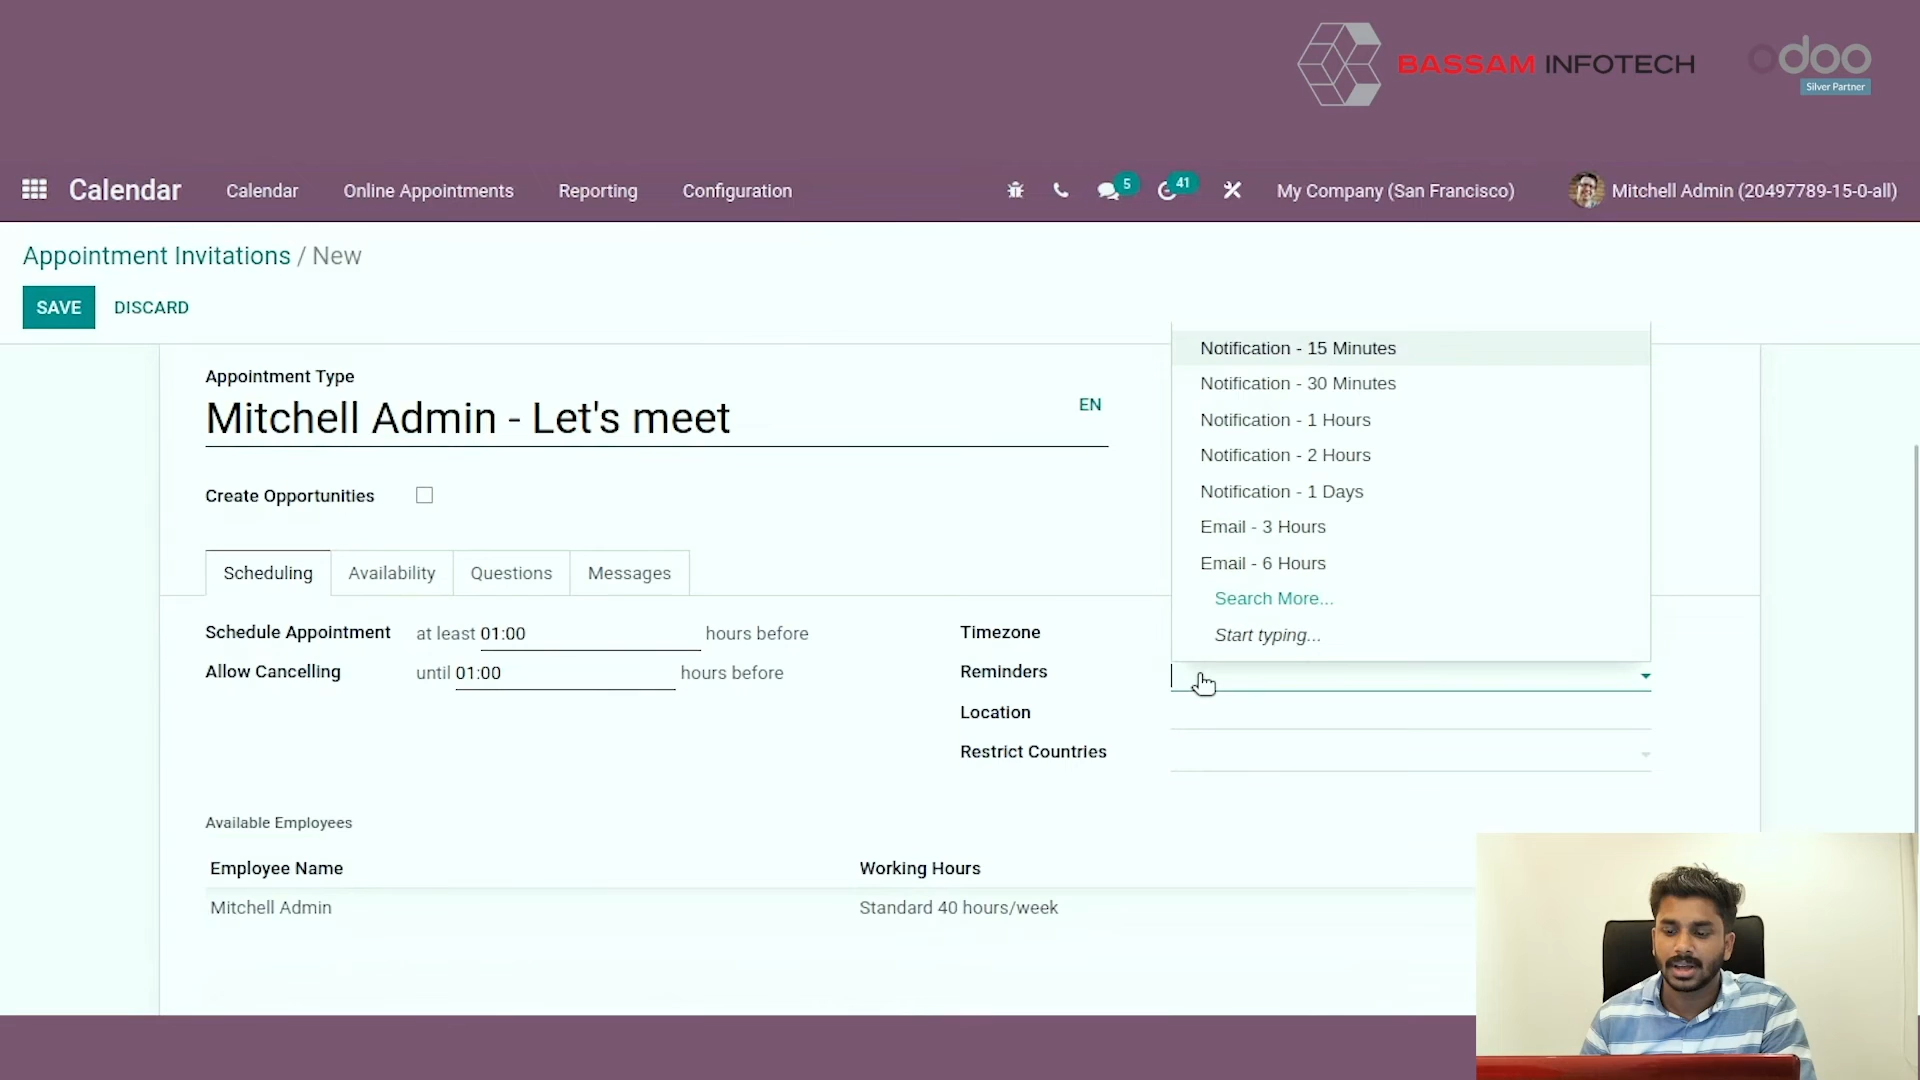 BASSAM INFOTECH
odoo
Silver Partner
Calendar
Calendar
Online Appointments
Reporting
Configuration
5
41
My Company (San Francisco)
Mitchell Admin (20497789-15-0-all)
Appointment Invitations / New
SAVE
DISCARD
Appointment Type
Mitchell Admin - Let's meet
EN
Create Opportunities
Scheduling
Availability
Questions
Messages
Schedule Appointment at least 01:00 hours before
Allow Cancelling until 01:00 hours before
Notification - 15 Minutes
Notification - 30 Minutes
Notification - 1 Hours
Notification - 2 Hours
Notification - 1 Days
Email - 3 Hours
Email - 6 Hours
Search More...
Start typing...
Timezone
Reminders
Location
Restrict Countries
Available Employees
Employee Name
Working Hours
Mitchell Admin
Standard 40 hours/week